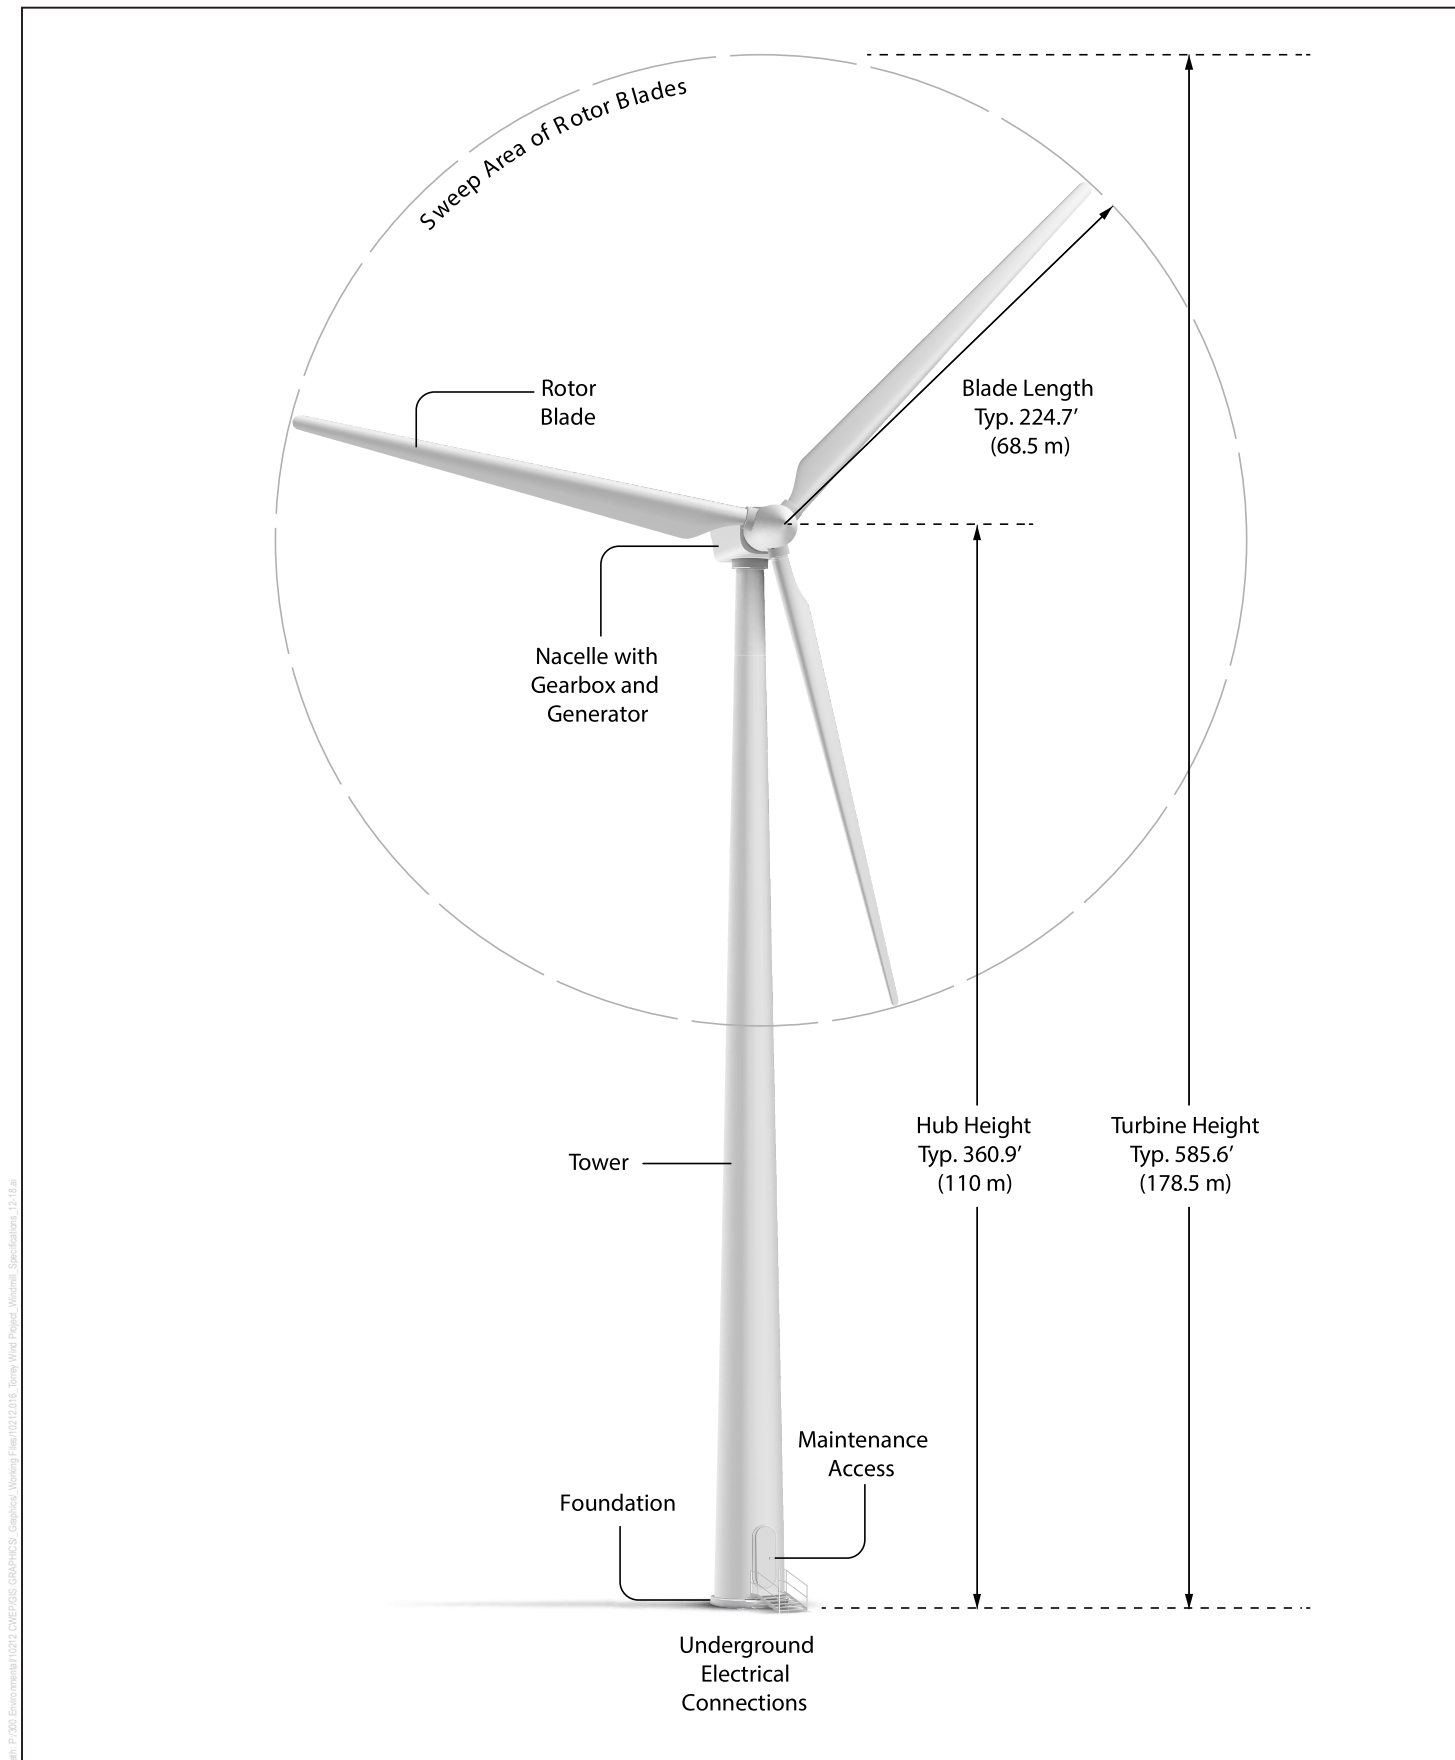 Sweep Area of Rotor Blades
Rotor
Blade
Blade Length
Typ. 224.7’
(68.5 m)
Nacelle with
Gearbox and
Generator
Hub Height
Typ. 360.9’
(110 m)
Turbine Height
Typ. 585.6’
(178.5 m)
Tower
Maintenance
Access
Foundation
Underground
Electrical
Connections